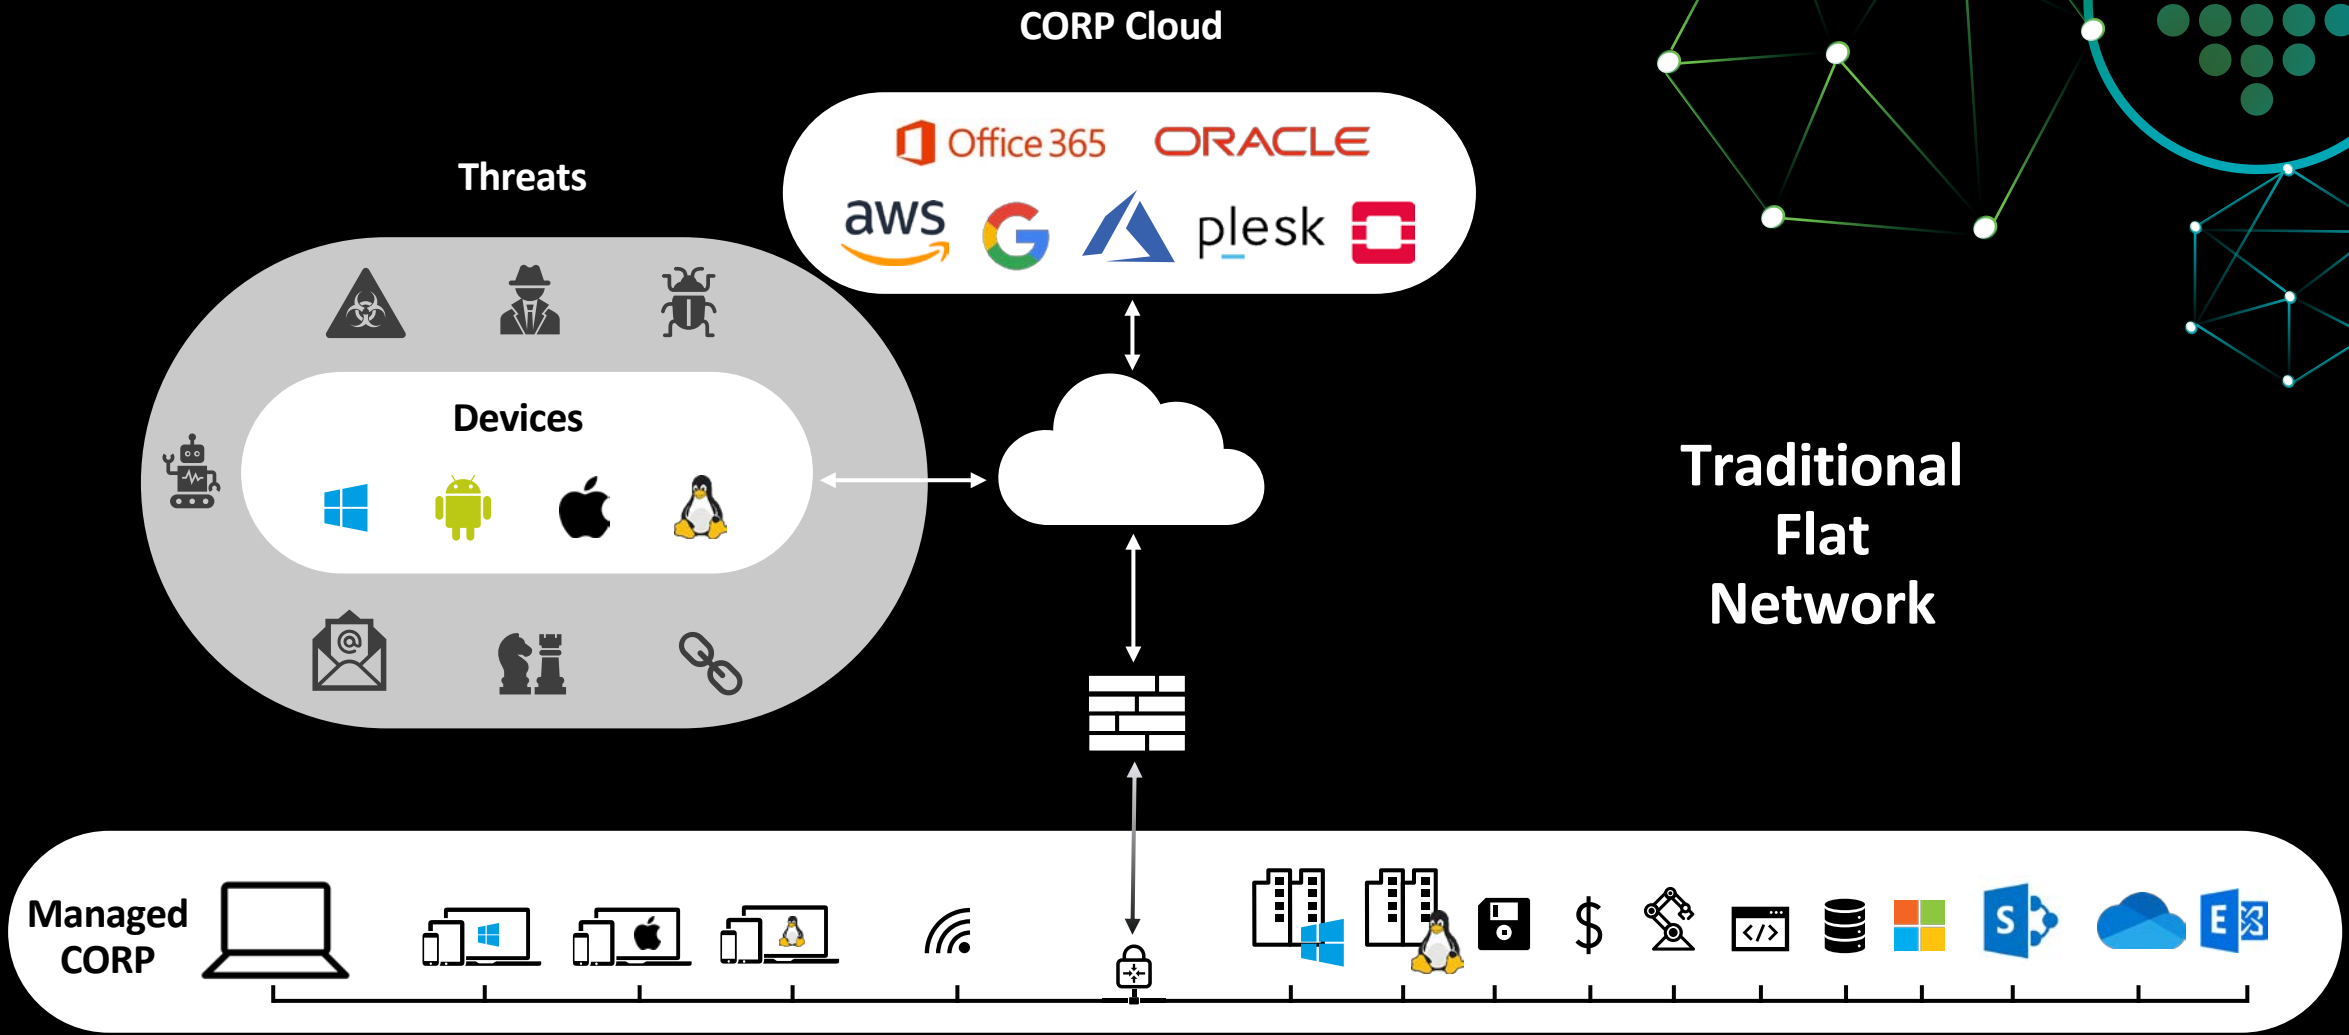 CORP Cloud
Office 365 ORACLE
aws G plesk
Threats
Devices
@
Traditional
Flat
Network
Managed
CORP
$
</>
S
E